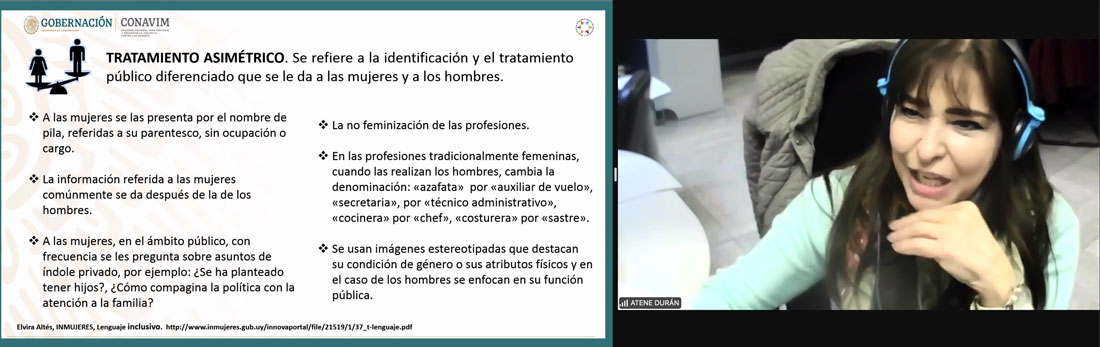 GOBERNACIÓN
CONAVIM
TRATAMIENTO ASIMÉTRICO. Se refiere a la identificación y el tratamiento
público diferenciado que se le da a las mujeres y a los hombres.
❖ A las mujeres se las presenta por el nombre de
pila, referidas a su parentesco, sin ocupación o
cargo.
❖ La información referida a las mujeres
comúnmente se da después de la de los
hombres.
❖ A las mujeres, en el ámbito público, con
frecuencia se les pregunta sobre asuntos de
índole privado, por ejemplo: ¿Se ha planteado
tener hijos?, ¿Cómo compagina la política con la
atención a la familia?
❖ La no feminización de las profesiones.
❖ En las profesiones tradicionalmente femeninas,
cuando las realizan los hombres, cambia la
denominación: «azafata» por «auxiliar de vuelo»,
«secretaria», por «técnico administrativo»,
«cocinera» por «chef», «costurera» por «sastre».
❖ Se usan imágenes estereotipadas que destacan
su condición de género o sus atributos físicos y en
el caso de los hombres se enfocan en su función
pública.
Elvira Altés, INMUJERES, Lenguaje inclusivo. http://www.inmujeres.gub.uy/innovaportal/file/21519/1/37_t-lenguaje.pdf
ATENE DURÁN